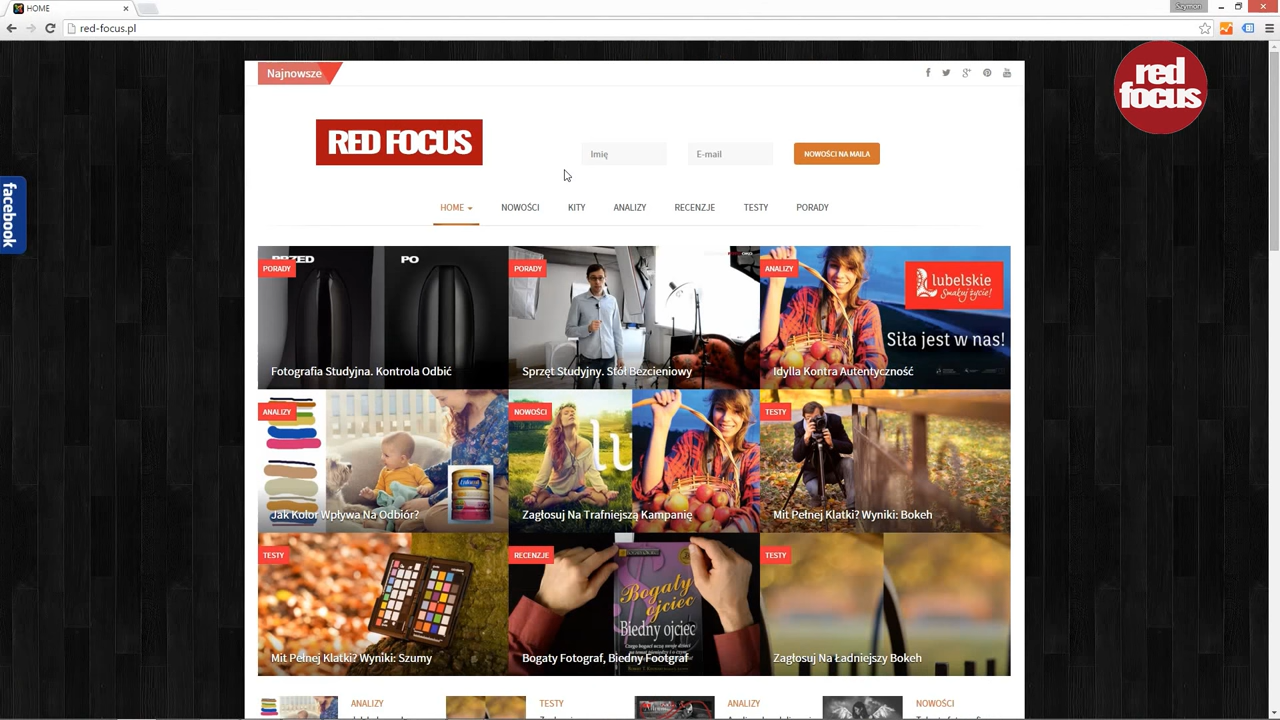 HOME
Szymon
red-focus.pl
Najnowsze
red
focus
RED FOCUS
Imię
E-mail
NOWOŚCI NA MAILA
facebook
HOME
NOWOŚCI
KITY
ANALIZY
RECENZJE
TESTY
PORADY
PRZED
PO
PORADY
Fotografia Studyjna. Kontrola Odbić
PORADY
Sprzęt Studyjny. Stół Bezcieniowy
ANALIZY
lubelskie
Smakuj życie!
Siła jest w nas!
Idylla Kontra Autentyczność
ANALIZY
Jak Kolor Wpływa Na Odbiór?
NOWOŚCI
lu
Zagłosuj Na Trafniejszą Kampanię
TESTY
Mit Pełnej Klatki? Wyniki: Bokeh
TESTY
Mit Pełnej Klatki? Wyniki: Szumy
RECENZJE
Bogaty
ojciec
Biedny ojciec
Bogaty Fotograf, Biedny Footgraf
TESTY
Zagłosuj Na Ładniejszy Bokeh
ANALIZY
TESTY
ANALIZY
NOWOŚCI